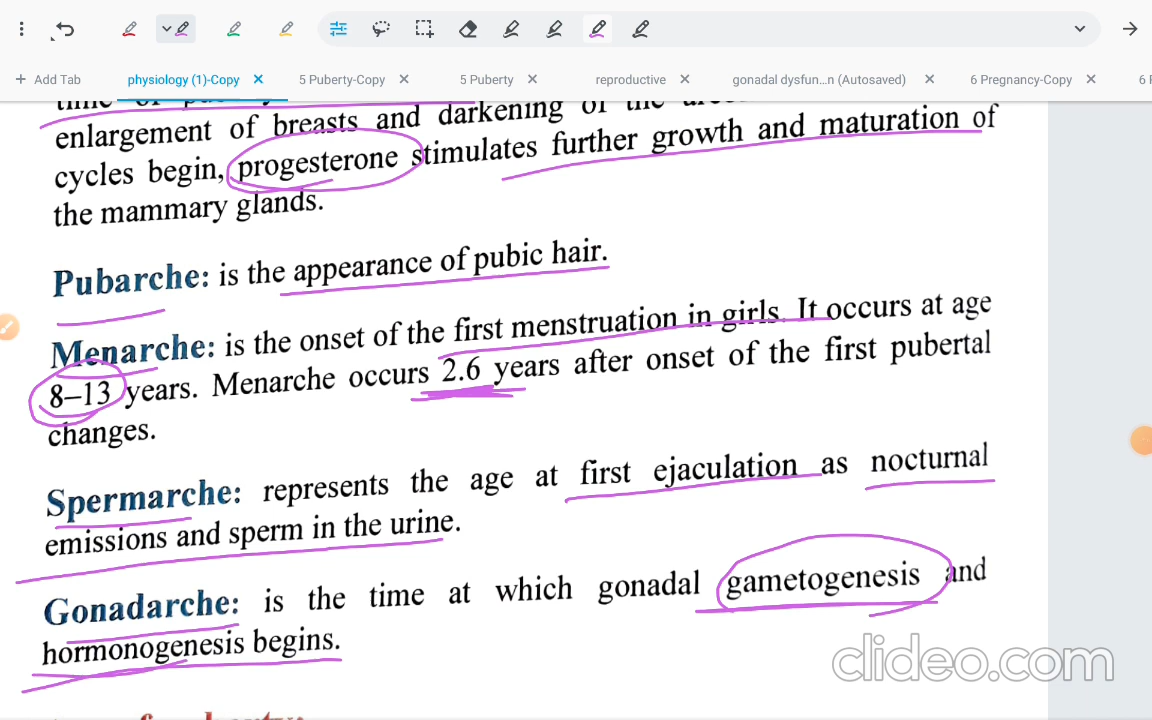 Add Tab
physiology (1)-Copy
5 Puberty-Copy
5 Puberty
reproductive
gonadal dysfun...n (Autosaved)
6 Pregnancy-Copy
6
enlargement of breasts and darkening of the
cycles begin, progesterone stimulates further growth and maturation of
the mammary glands.
Pubarche: is the appearance of pubic hair.
Menarche: is the onset of the first menstruation in girls. It occurs at age
8–13 years. Menarche occurs 2.6 years after onset of the first pubertal
changes.
Spermarche: represents the age at first ejaculation as nocturnal
emissions and sperm in the urine.
Gonadarche: is the time at which gonadal gametogenesis and
hormonogenesis begins.
clideo.com